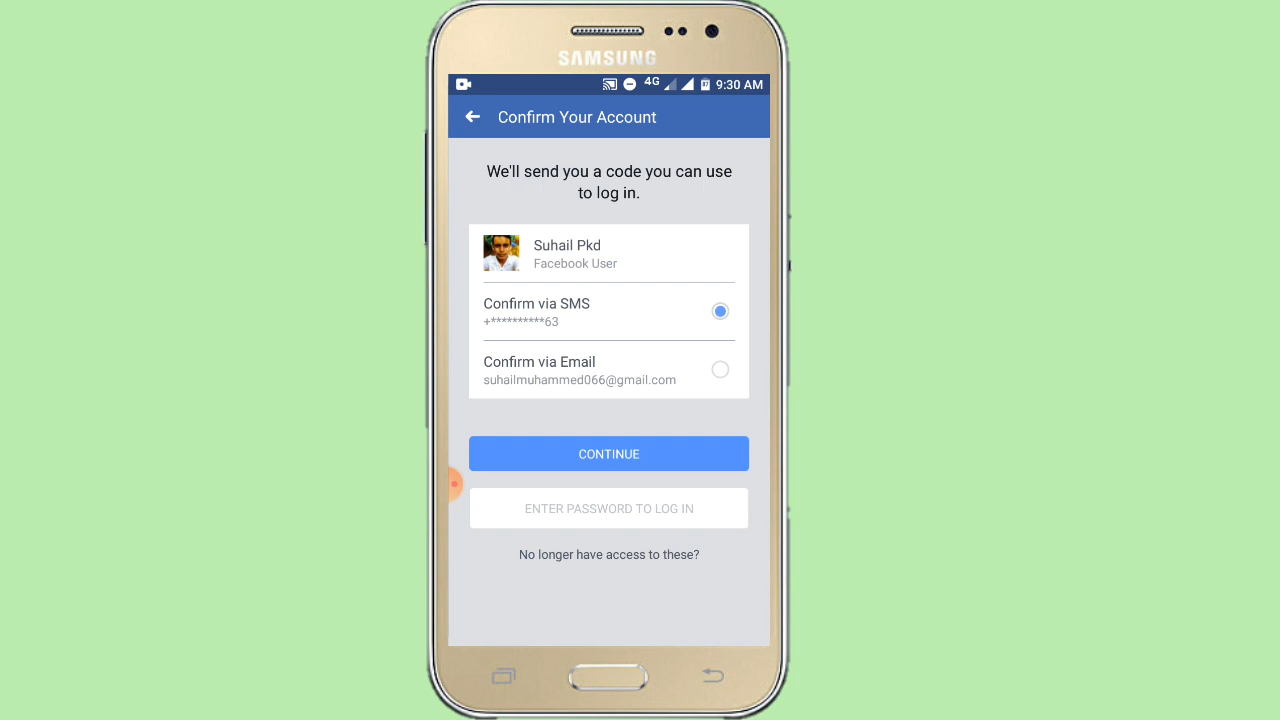 SAMSUNG
4G 9:30 AM
Confirm Your Account
We'll send you a code you can use
to log in.
Suhail Pkd
Facebook User
Confirm via SMS
+**********63
Confirm via Email
suhailmuhammed066@gmail.com
CONTINUE
ENTER PASSWORD TO LOG IN
No longer have access to these?